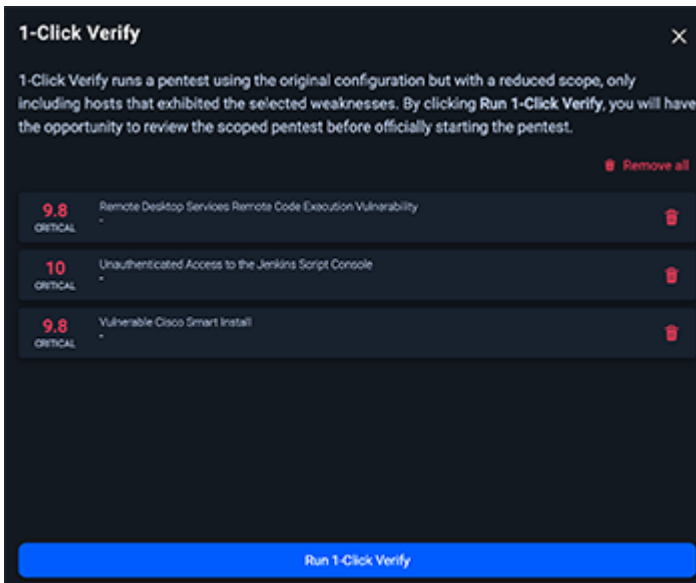 1-Click Verify
1-Click Verify runs a pentest using the original configuration but with a reduced scope, only
including hosts that exhibited the selected weaknesses. By clicking Run 1-Click Verify, you will have
the opportunity to review the scoped pentest before officially starting the pentest.
Remove all
9.8 Remote Desktop Services Remote Code Execution Vulnerability
CRITICAL -
10 Unauthenticated Access to the Jenkins Script Console
CRITICAL -
9.8 Vulnerable Cisco Smart Install
CRITICAL -
Run 1-Click Verify